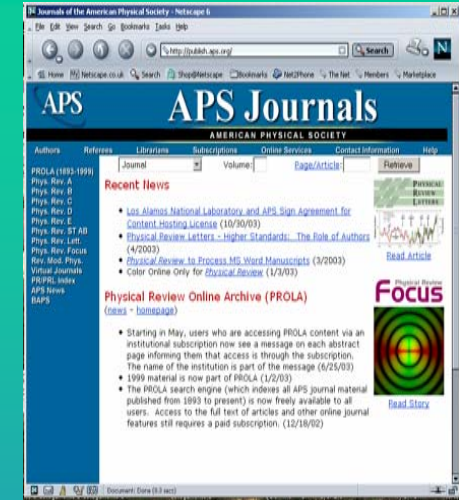 Journals of the American Physical Society - Netscape 6
File Edit View Search Go Bookmarks Tasks Help
http://publish.aps.org/ Search
Home My Netscape.co.uk Search Shop@Netscape Bookmarks Net2Phone The Net Members Marketplace
APS APS Journals
AMERICAN PHYSICAL SOCIETY
Authors Referees Librarians Subscriptions Online Services Contact Information Help
Journal Volume: Page/Article: Retrieve
PROLA (1893-1999)
Phys. Rev. A
Phys. Rev. B
Phys. Rev. C
Phys. Rev. D
Phys. Rev. E
Phys. Rev. ST AB
Phys. Rev. Lett.
Phys. Rev. Focus
Rev. Mod. Phys.
Virtual Journals
PR/PRL Index
APS News
BAPS
Recent News
• Los Alamos National Laboratory and APS Sign Agreement for
Content Hosting License (10/30/03)
• Physical Review Letters - Higher Standards: The Role of Authors
(4/2003)
• Physical Review to Process MS Word Manuscripts (3/2003)
• Color Online Only for Physical Review (1/3/03)
Physical Review Online Archive (PROLA)
(news - homepage)
• Starting in May, users who are accessing PROLA content via an
institutional subscription now see a message on each abstract
page informing them that access is through the subscription.
The name of the institution is part of the message (6/25/03)
• 1999 material is now part of PROLA (1/2/03)
• The PROLA search engine (which indexes all APS journal material
published from 1893 to present) is now freely available to all
users. Access to the full text of articles and other online journal
features still requires a paid subscription. (12/18/02)
PHYSICAL
REVIEW
LETTERS
Read Article
Physical Review
Focus
Read Story
Document: Done (9.3 secs)